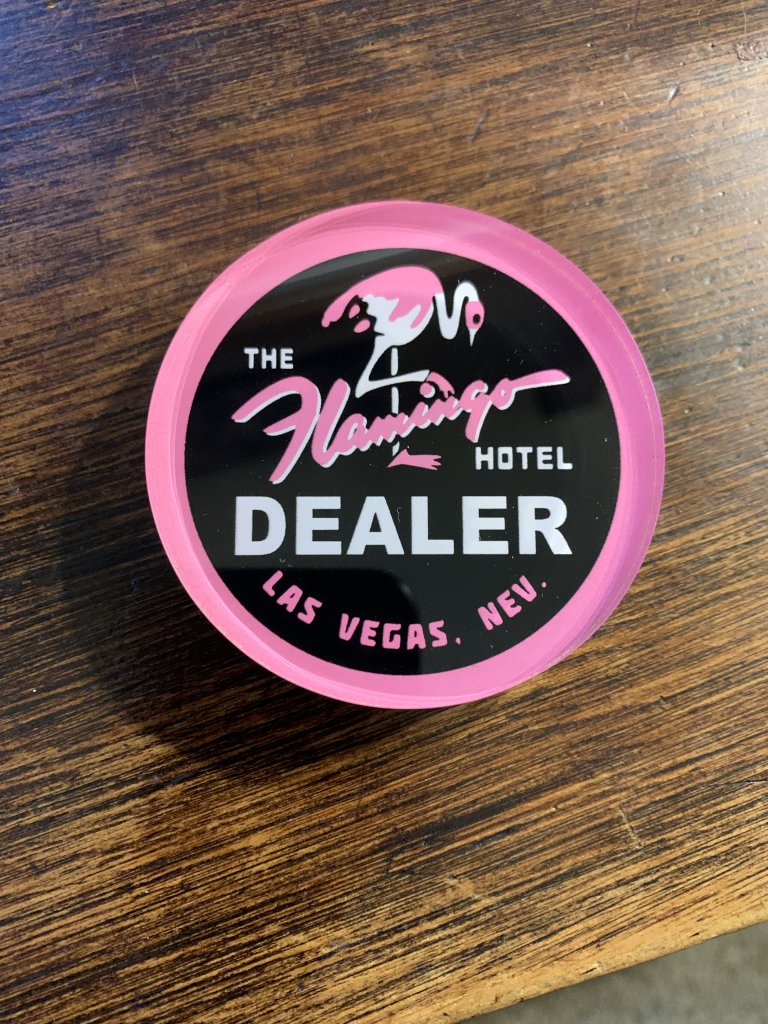 THE
Flamingo
HOTEL
DEALER
LAS VEGAS, NEV.